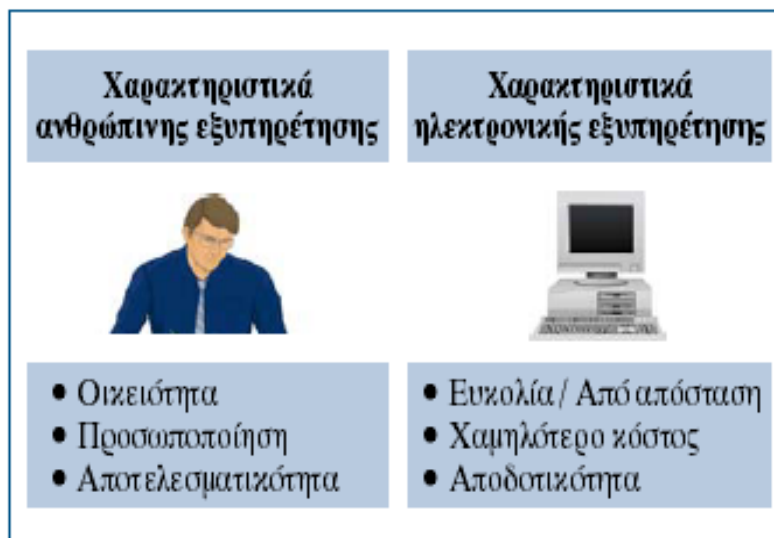 Χαρακτηριστικά
ανθρώπινης εξυπηρέτησης
Χαρακτηριστικά
ηλεκτρονικής εξυπηρέτησης
• Οικειότητα
• Προσωποποίηση
• Αποτελεσματικότητα
• Ευκολία / Από απόσταση
• Χαμηλότερο κόστος
• Αποδοτικότητα